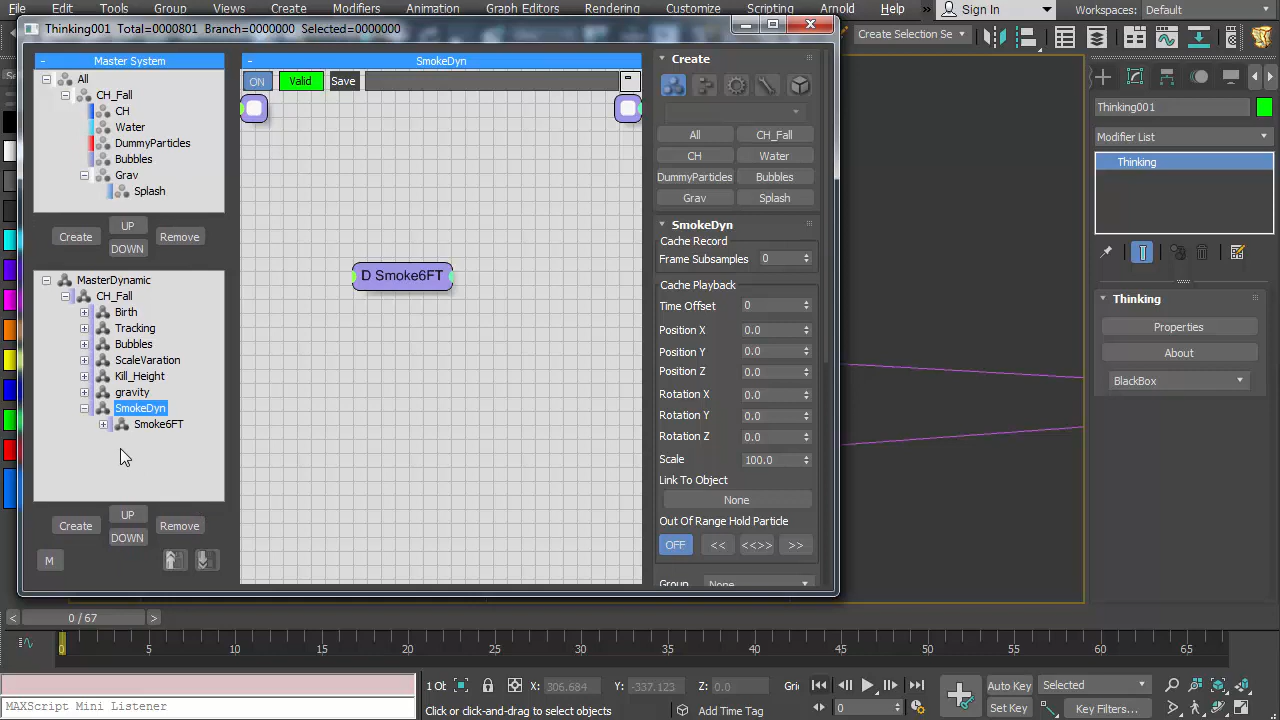 File Edit Tools Group Views Create Modifiers Animation Graph Editors Rendering Customize Scripting Arnold Help » Sign In Workspaces: Default
Thinking001 Total=0000801 Branch=0000000 Selected=0000000
Create Selection Se
Master System
SmokeDyn
Create
All
ON
Valid
Save
CH_Fall
CH
Water
DummyParticles
Bubbles
Grav
Splash
All
CH_Fall
CH
Water
DummyParticles
Bubbles
Grav
Splash
Create
UP
DOWN
Remove
MasterDynamic
CH_Fall
Birth
Tracking
Bubbles
ScaleVaration
Kill_Height
gravity
SmokeDyn
Smoke6FT
Create
UP
DOWN
Remove
M
D Smoke6FT
SmokeDyn
Cache Record
Frame Subsamples 0
Cache Playback
Time Offset 0
Position X 0.0
Position Y 0.0
Position Z 0.0
Rotation X 0.0
Rotation Y 0.0
Rotation Z 0.0
Scale 100.0
Link To Object
None
Out Of Range Hold Particle
OFF << <<>> >>
Group None
Thinking001
Modifier List
Thinking
Thinking
Properties
About
BlackBox
< 0 / 67 >
0 5 10 15 20 25 30 35 40 45 50 55 60 65
1 Ob X: 306.684 Y: -337.123 Z: 0.0 Gri
Auto Key Selected
MAXScript Mini Listener
Click or click-and-drag to select objects
Add Time Tag
0
Set Key
Key Filters...